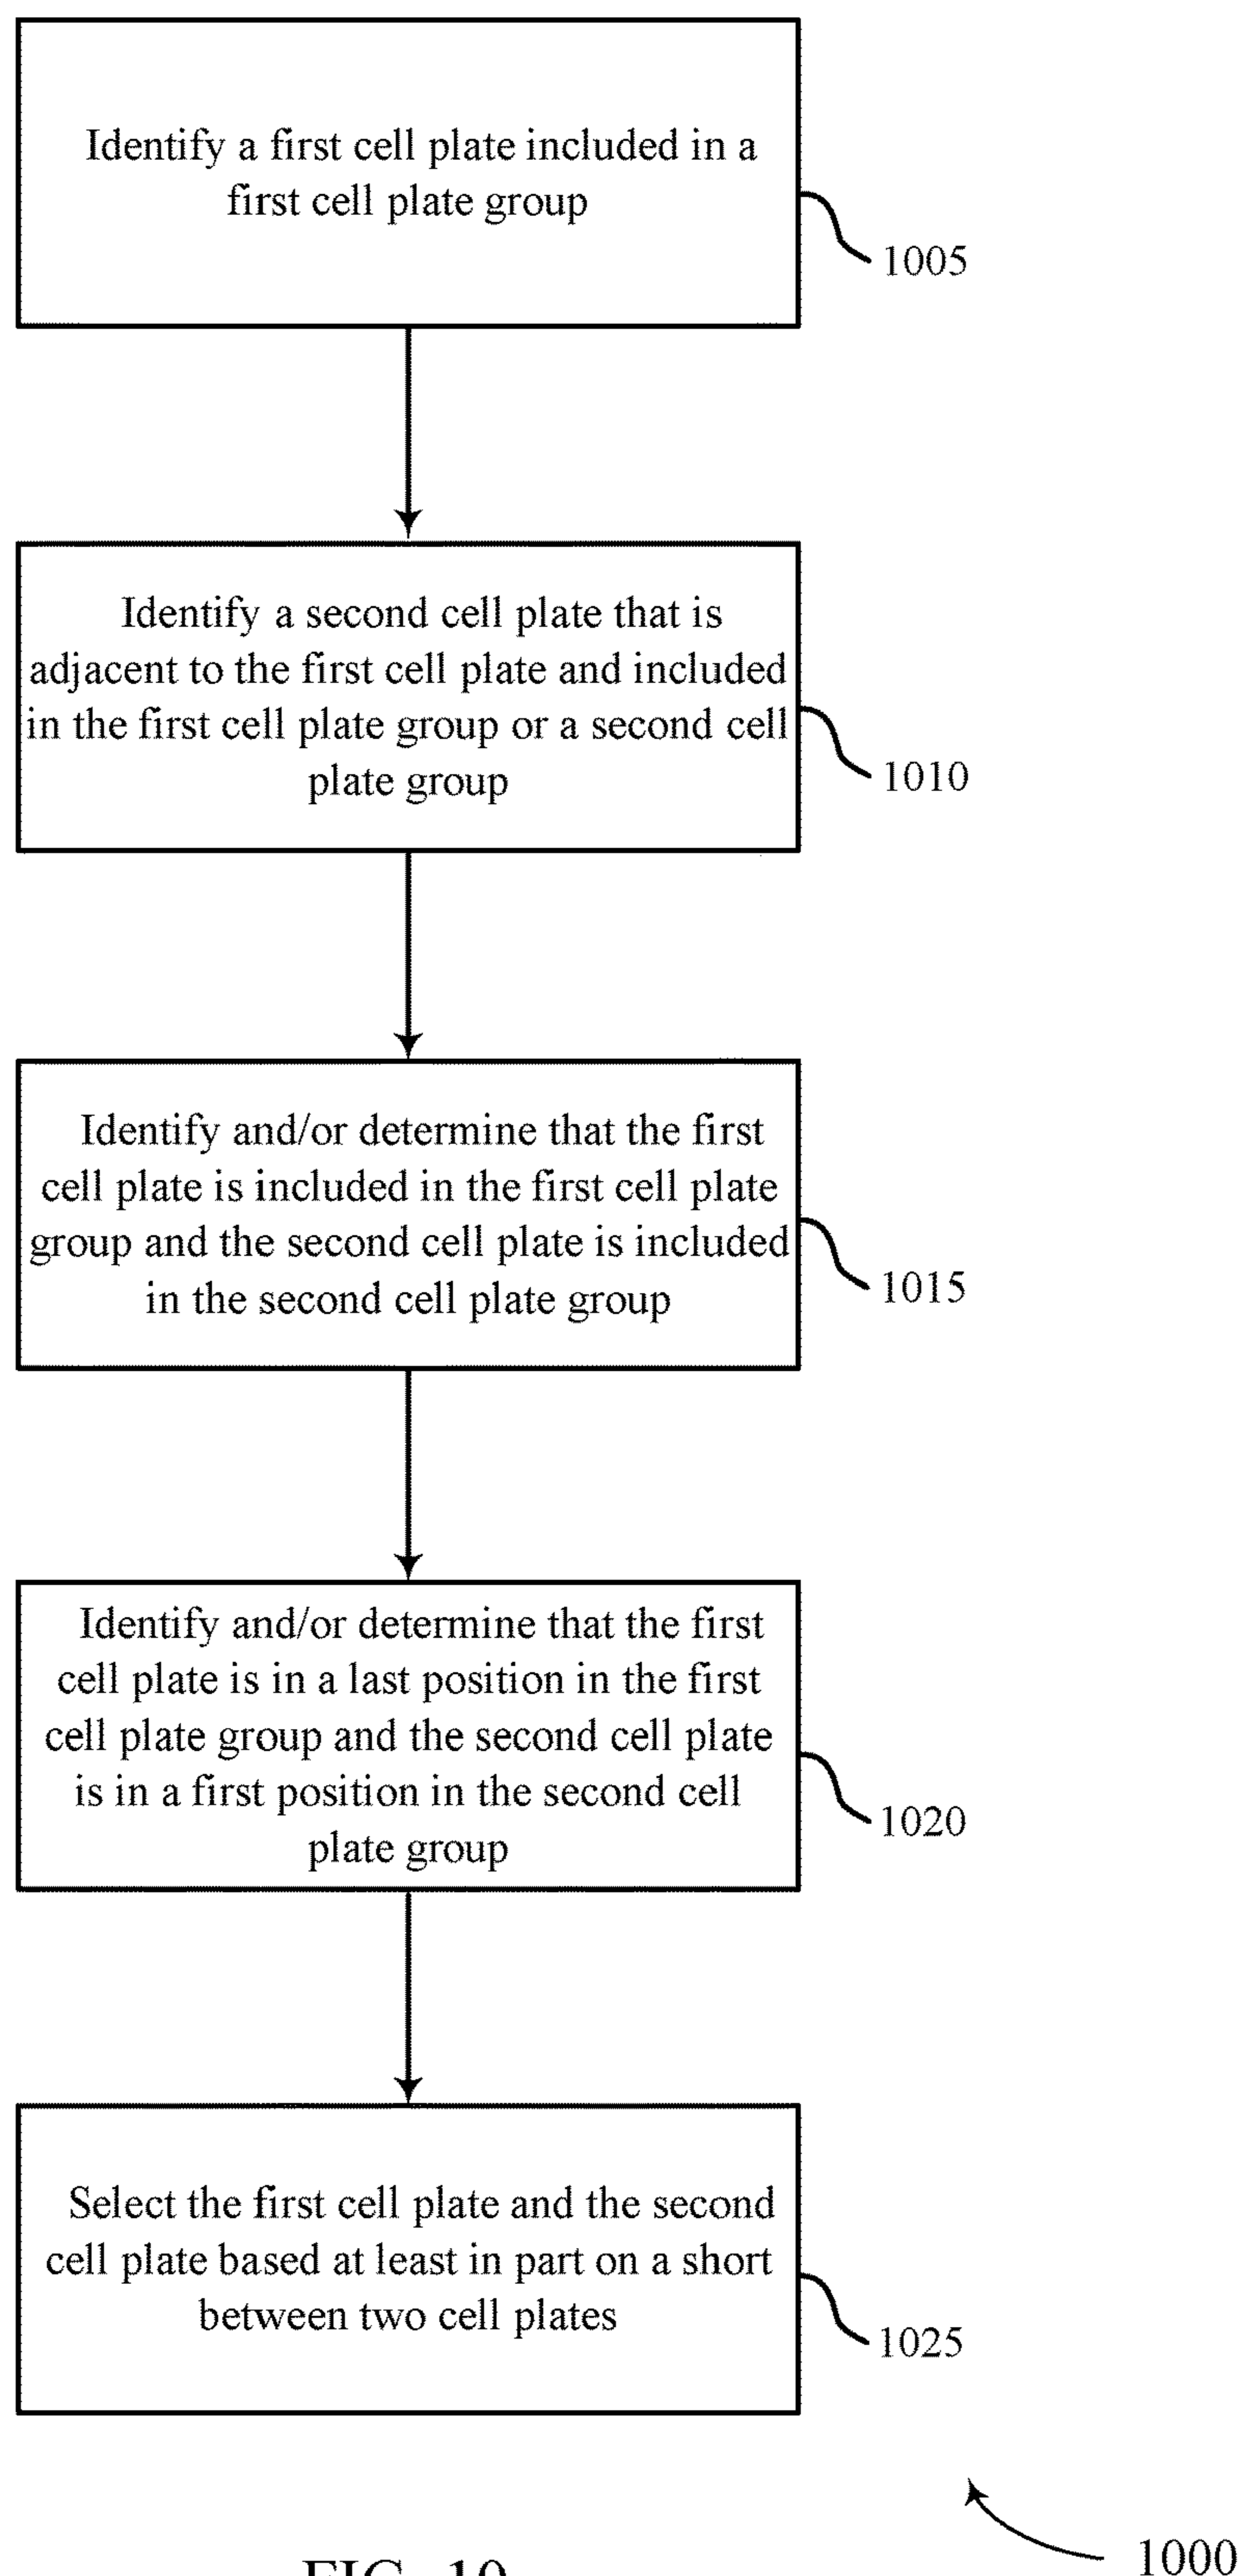 Identify a first cell plate included in a
first cell plate group
1005
Identify a second cell plate that is
adjacent to the first cell plate and included
in the first cell plate group or a second cell
plate group
1010
Identify and/or determine that the first
cell plate is included in the first cell plate
group and the second cell plate is included
in the second cell plate group
1015
Identify and/or determine that the first
cell plate is in a last position in the first
cell plate group and the second cell plate
is in a first position in the second cell
plate group
1020
Select the first cell plate and the second
cell plate based at least in part on a short
between two cell plates
1025
1000
FIG. 10